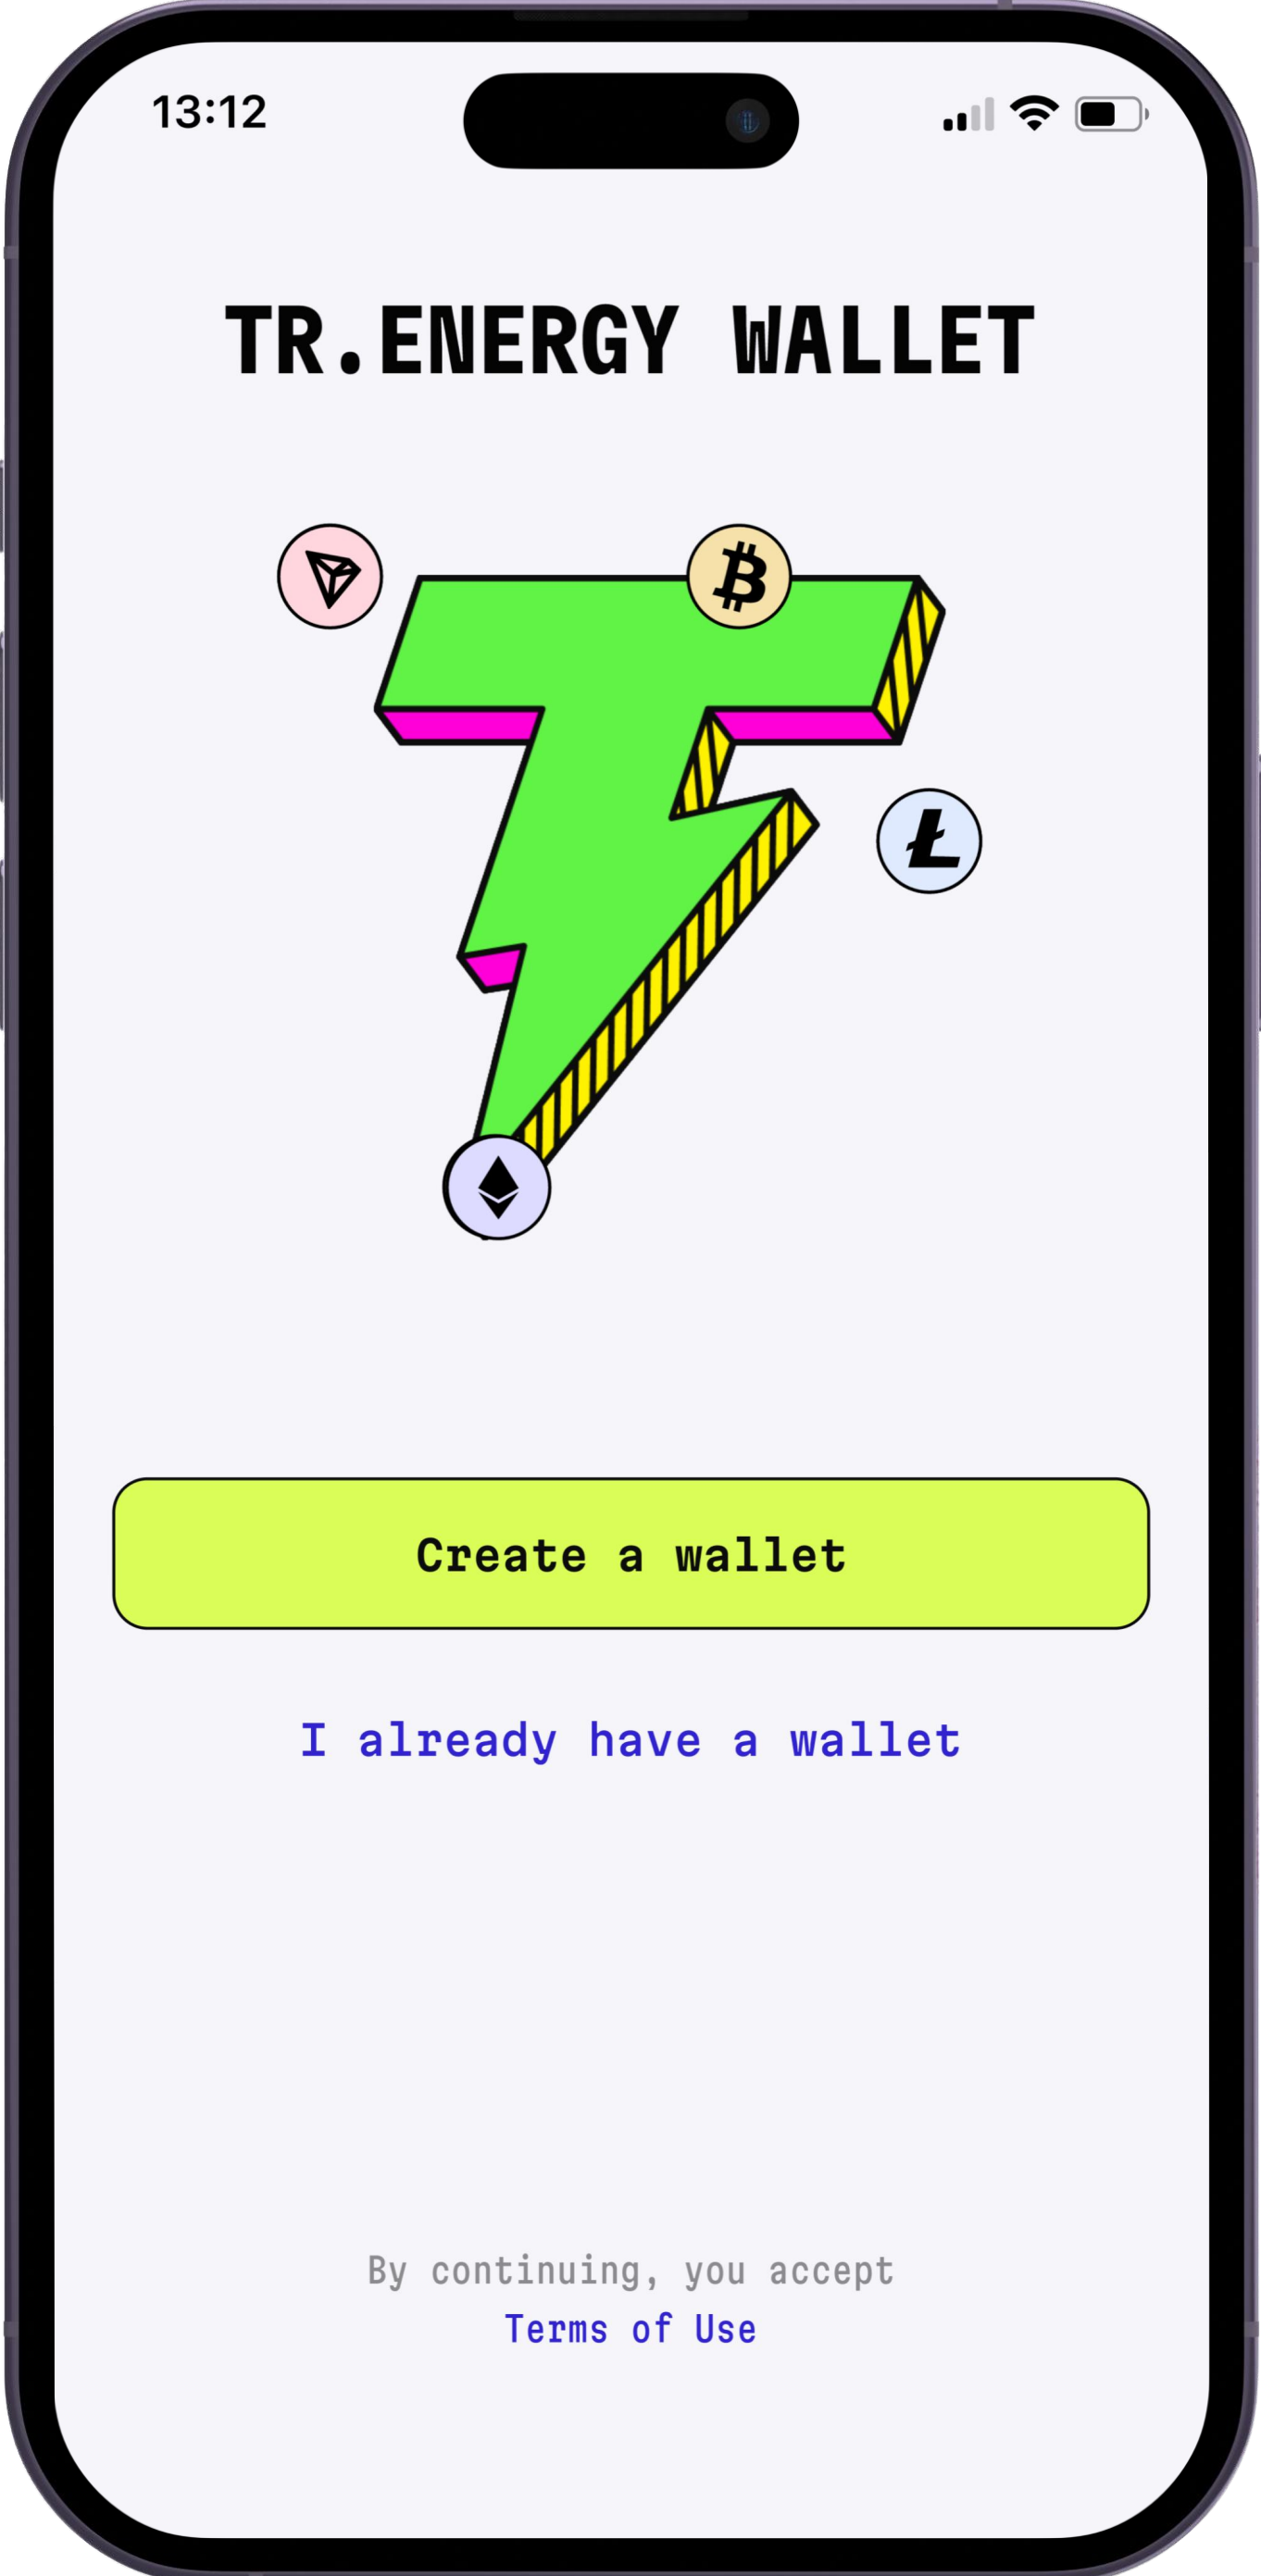 13:12
TR.ENERGY WALLET
Create a wallet
I already have a wallet
By continuing, you accept
Terms of Use